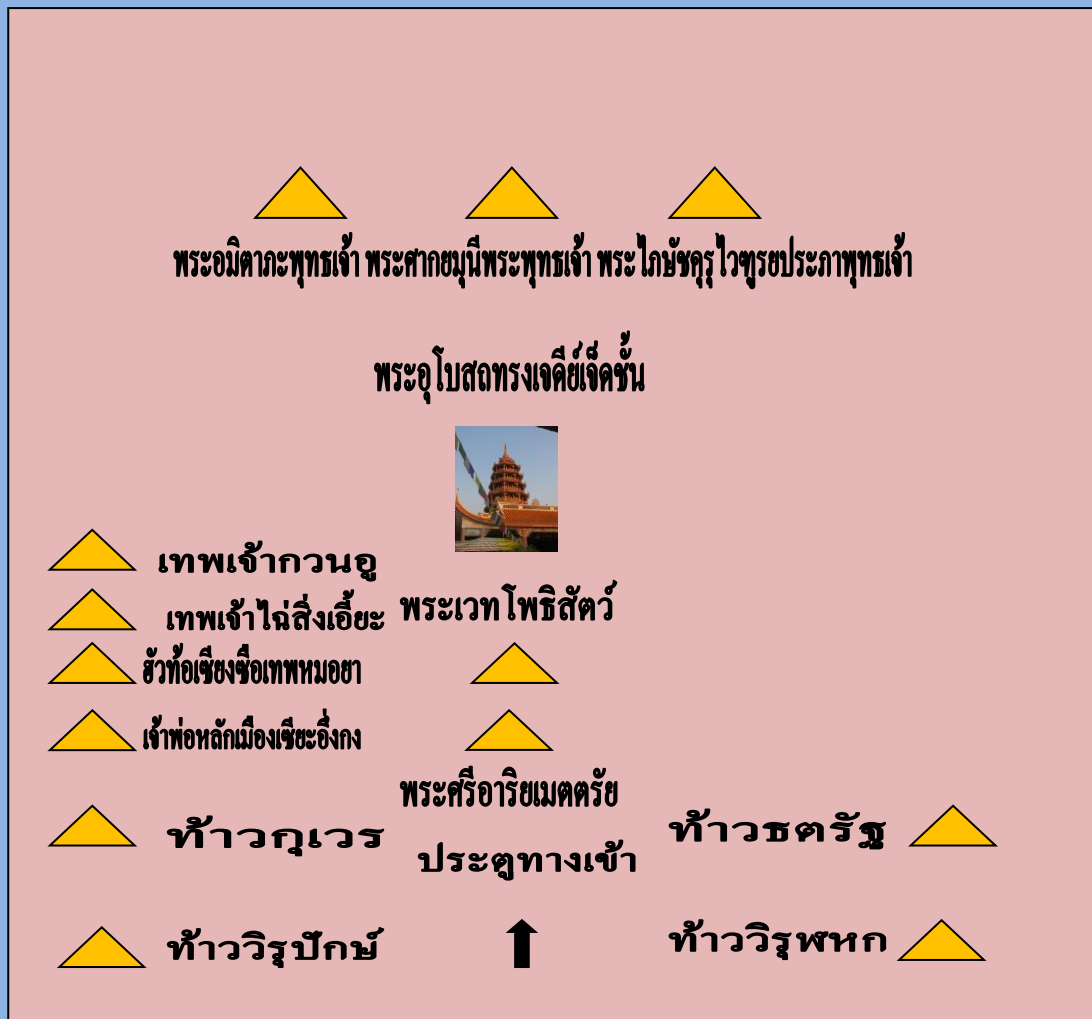 พระอมิตาภะพุทธเจ้า พระศากยมุนีพระพุทธเจ้า พระไภษัชคุรุไวฑูรยประภาพุทธเจ้า
พระอุโบสถทรงเจดีย์เจ็ดชั้น
เทพเจ้ากวนอู
เทพเจ้าไฉ่สิ่งเอี้ยะ
พระเวทโพธิสัตว์
ฮัวท้อเซียงซือเทพหมอยา
เจ้าพ่อหลักเมืองเซียะอึ่งกง
พระศรีอาริยเมตตรัย
ท้าวกุเวร
ท้าวธตรัฐ
ประตูทางเข้า
ท้าววิรุปักษ์
ท้าววิรุฬหก